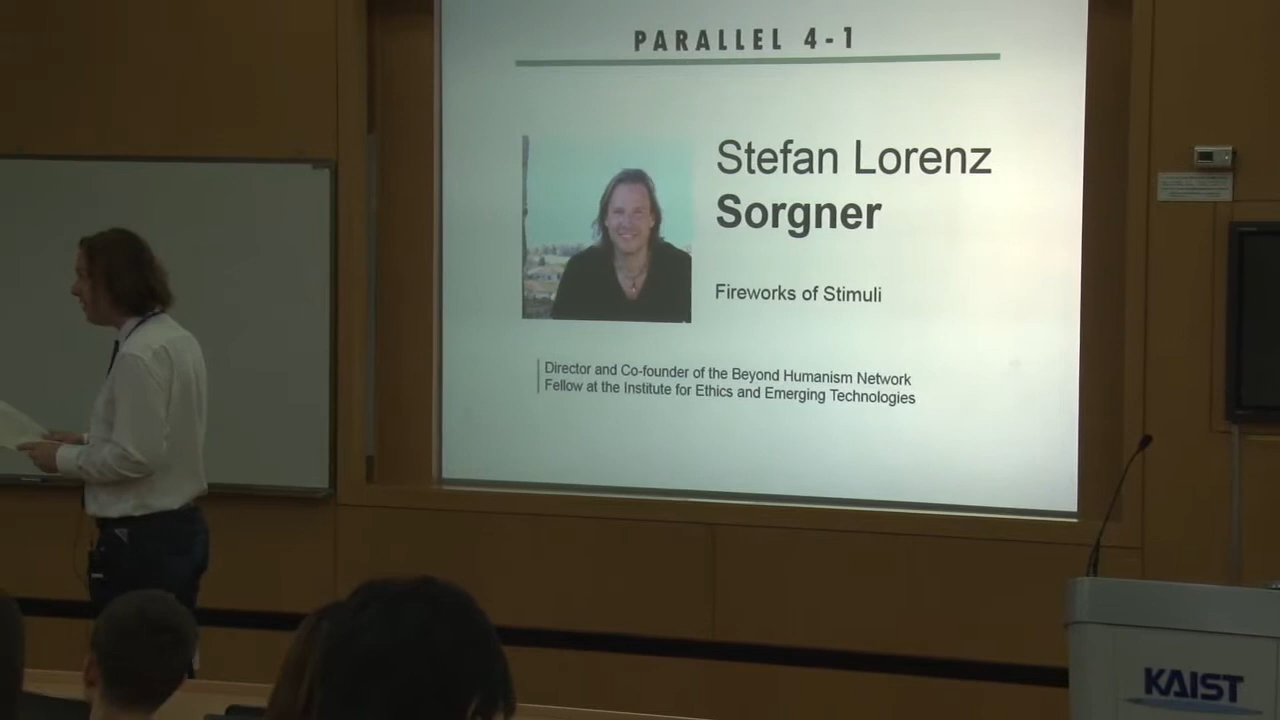 PARALLEL 4-1
Stefan Lorenz
Sorgner
Fireworks of Stimuli
Director and Co-founder of the Beyond Humanism Network
Fellow at the Institute for Ethics and Emerging Technologies
KAIST